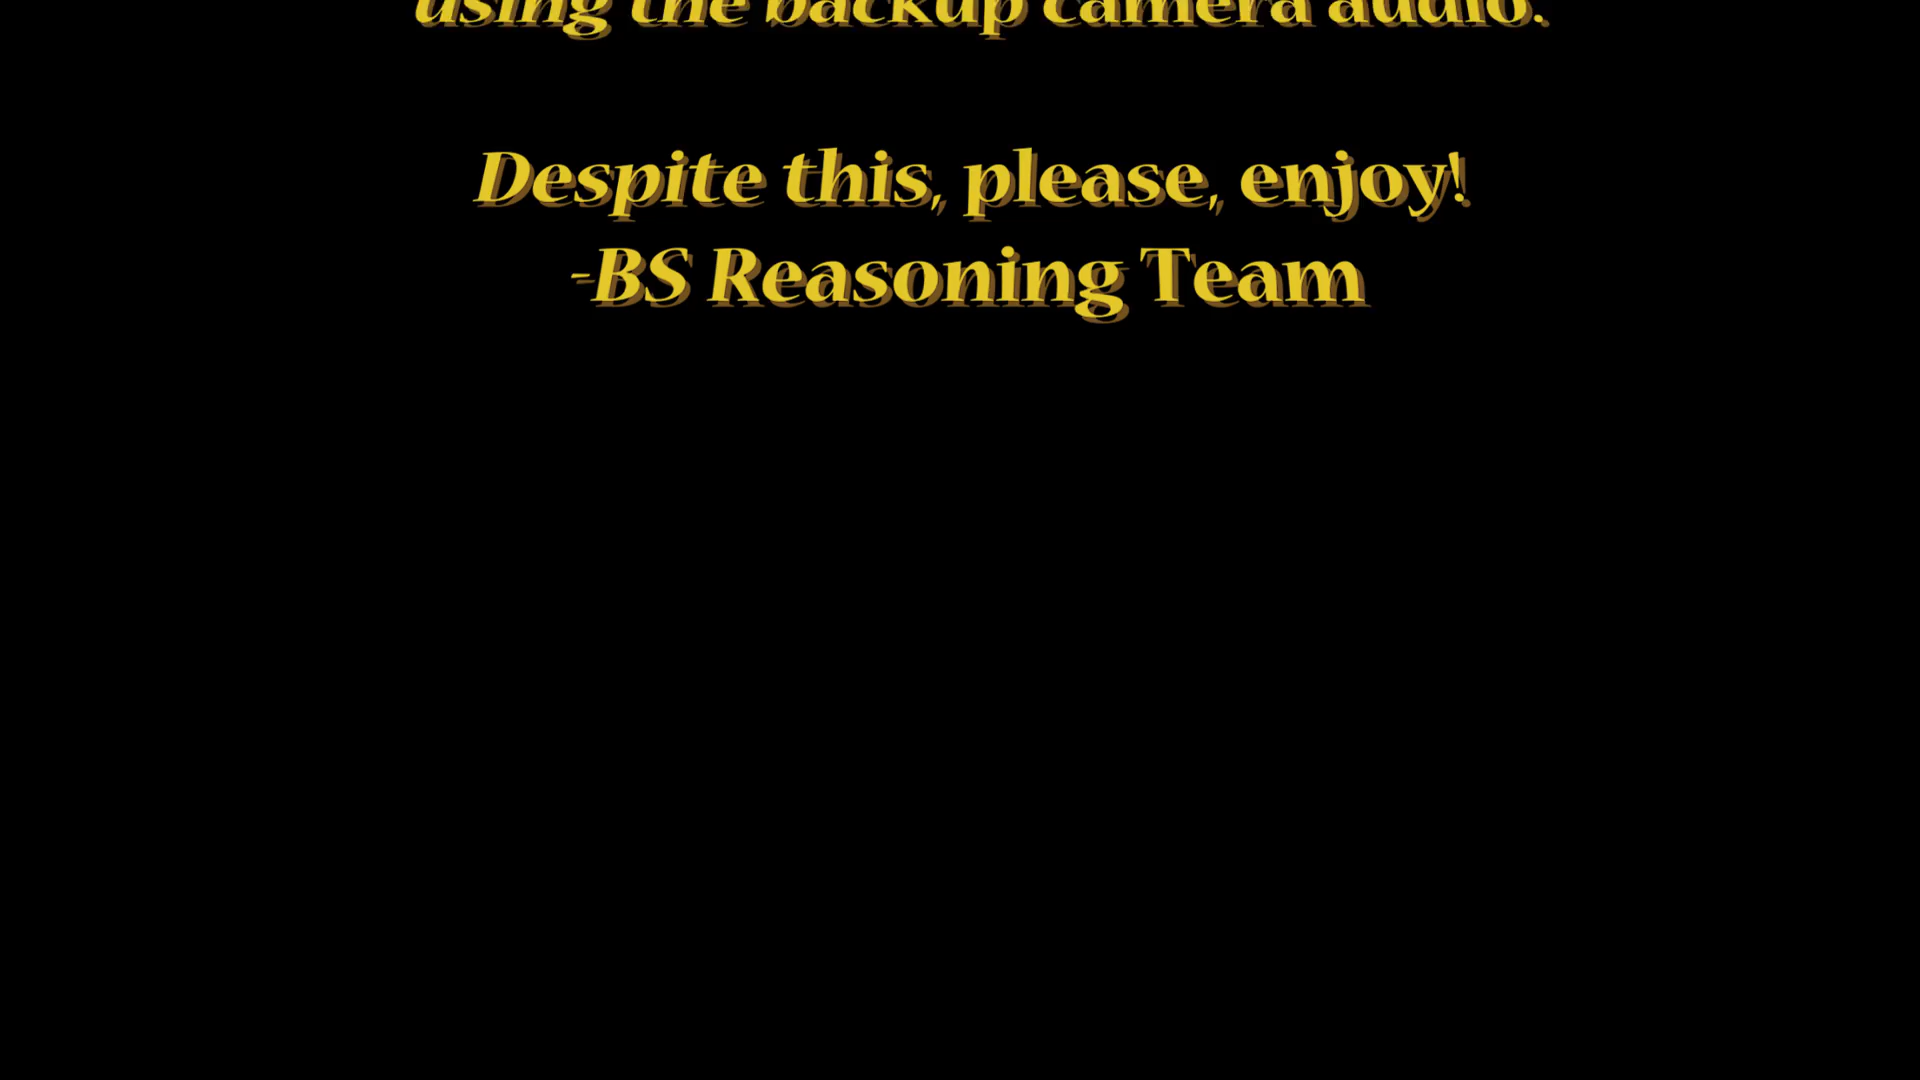 using the backup camera audio.
Despite this, please, enjoy!
-BS Reasoning Team